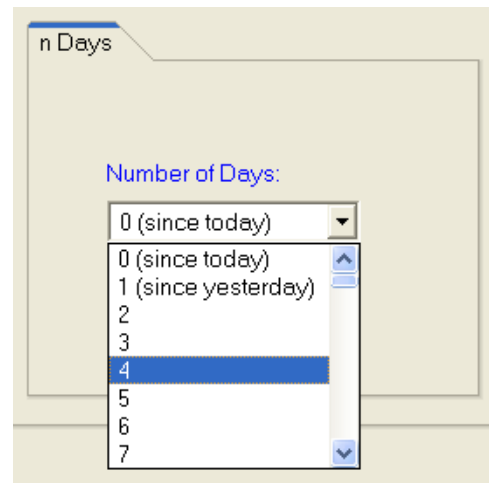 n Days
Number of Days:
0 (since today)
0 (since today)
1 (since yesterday)
2
3
4
5
6
7